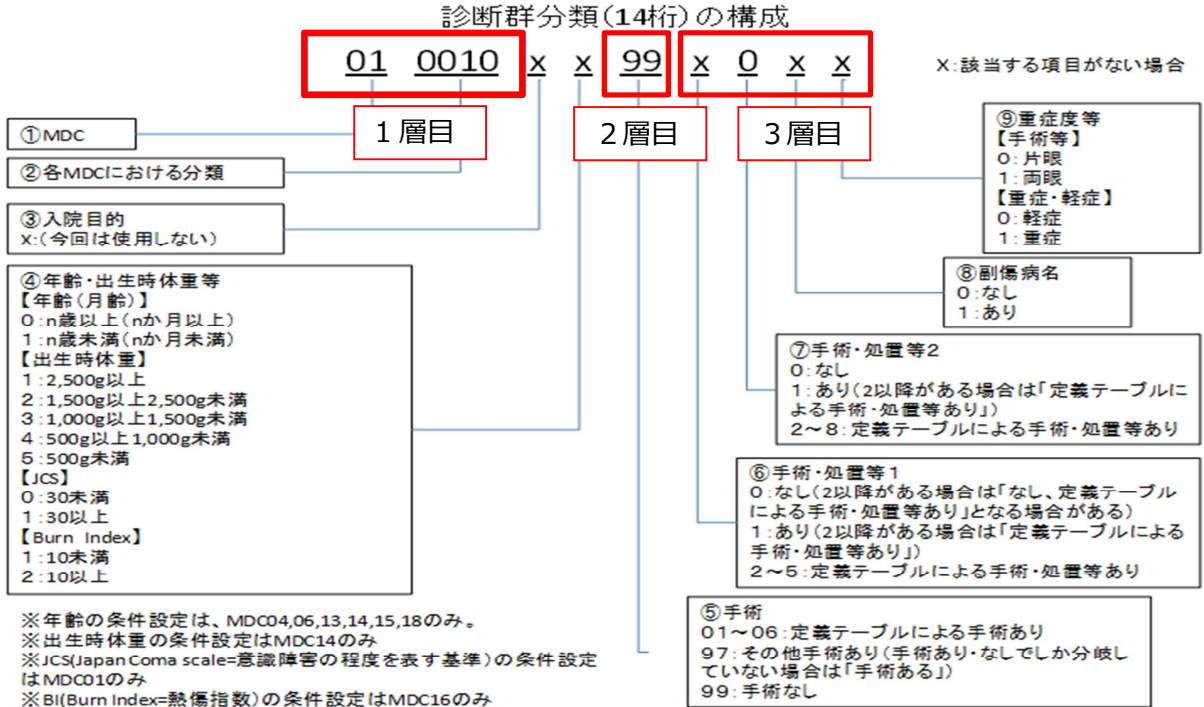 診断群分類(14桁)の構成
01 0010 x x 99 x 0 x x
x:該当する項目がない場合
1層目
2層目
3層目
①MDC
②各MDCにおける分類
③入院目的
x:(今回は使用しない)
④年齢・出生時体重等
【年齢(月齢)】
0:n歳以上(nか月以上)
1:n歳未満(nか月未満)
【出生時体重】
1:2,500g以上
2:1,500g以上2,500g未満
3:1,000g以上1,500g未満
4:500g以上1,000g未満
5:500g未満
【JCS】
0:30未満
1:30以上
【Burn Index】
1:10未満
2:10以上
⑨重症度等
【手術等】
0:片眼
1:両眼
【重症・軽症】
0:軽症
1:重症
⑧副傷病名
0:なし
1:あり
⑦手術・処置等2
0:なし
1:あり(2以降がある場合は「定義テーブルに
よる手術・処置等あり」)
2~8:定義テーブルによる手術・処置等あり
⑥手術・処置等1
0:なし(2以降がある場合は「なし、定義テーブル
による手術・処置等あり」となる場合がある)
1:あり(2以降がある場合は「定義テーブルによる
手術・処置等あり」)
2~5:定義テーブルによる手術・処置等あり
⑤手術
01~06:定義テーブルによる手術あり
97:その他手術あり(手術あり・なしでしか分岐し
ていない場合は「手術ある」)
99:手術なし
※年齢の条件設定は、MDC04,06,13,14,15,18のみ。
※出生時体重の条件設定はMDC14のみ
※JCS(Japan Coma scale=意識障害の程度を表す基準)の条件設定
はMDC01のみ
※BI(Burn Index=熱傷指数)の条件設定はMDC16のみ